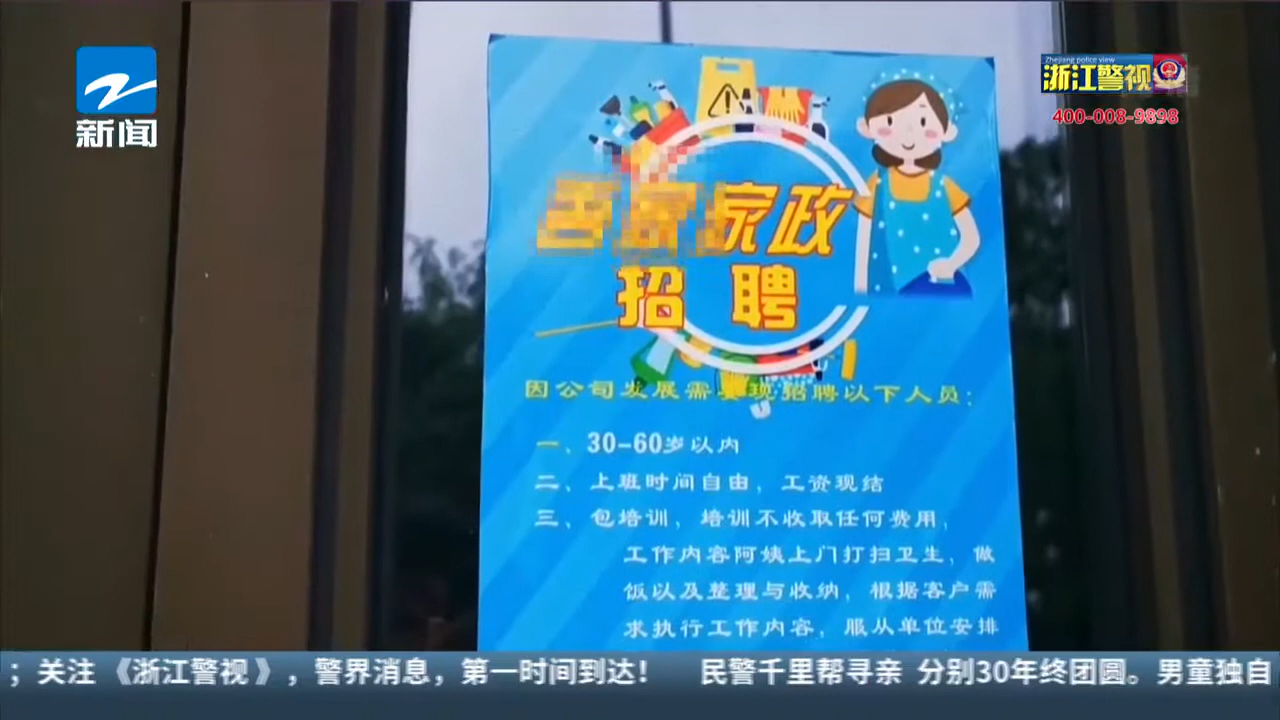 新闻
Zhejiang police view
浙江警视
400-008-9898
家政
招聘
因公司发展需要现招聘以下人员：
一、30-60岁以内
二、上班时间自由，工资现结
三、包培训，培训不收取任何费用，
工作内容阿姨上门打扫卫生，做
饭以及整理与收纳，根据客户需
求执行工作内容，服从单位安排
；关注《浙江警视》，警界消息，第一时间到达！ 民警千里帮寻亲 分别30年终团圆。男童独自